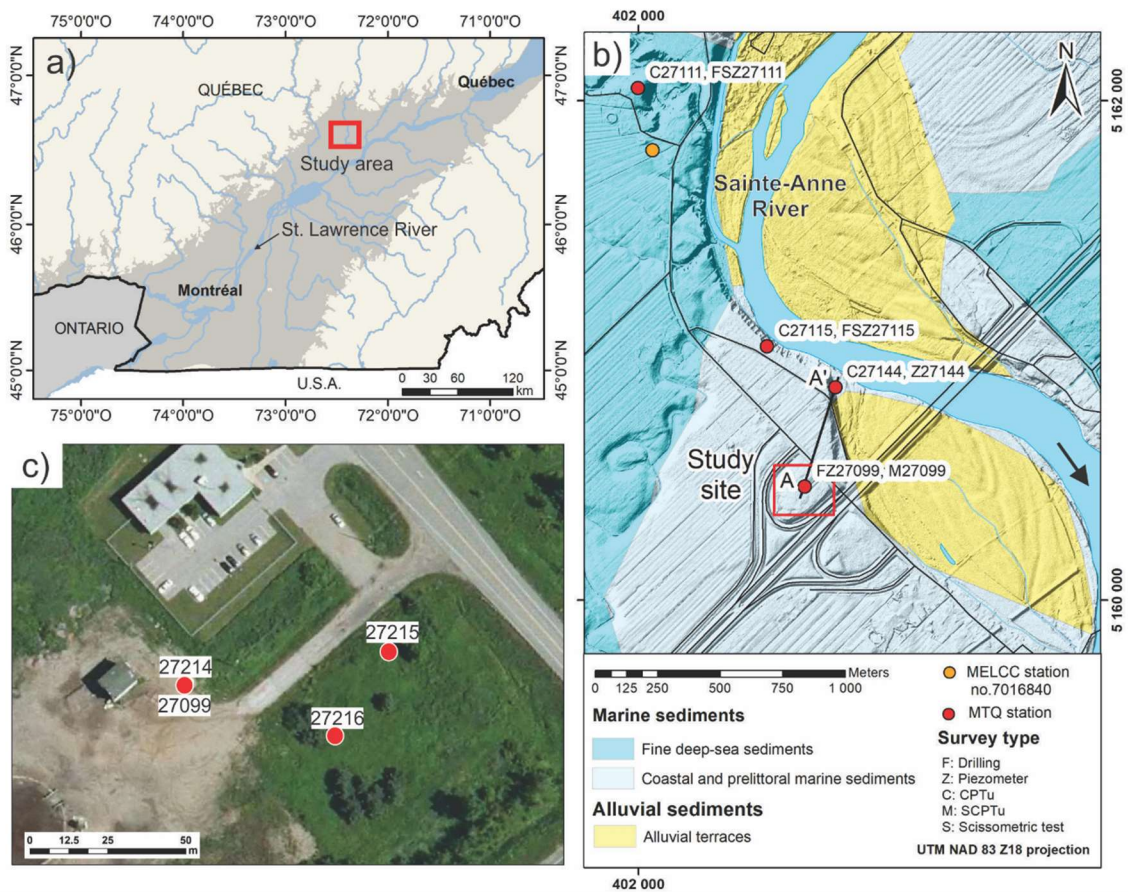 a)
75°0'0"W 74°0'0"W 73°0'0"W 72°0'0"W 71°0'0"W
47°0'0"N
46°0'0"N
45°0'0"N
QUÉBEC
Québec
Study area
St. Lawrence River
Montréal
ONTARIO
U.S.A.
0 30 60 120
km
75°0'0"W 74°0'0"W 73°0'0"W 72°0'0"W 71°0'0"W
47°0'0"N
46°0'0"N
45°0'0"N
b)
402 000
N
C27111, FSZ27111
5 162 000
Sainte-Anne
River
C27115, FSZ27115
A'
C27144, Z27144
Study
site
A
FZ27099, M27099
5 160 000
0 125 250 500 750 1 000
Meters
Marine sediments
Fine deep-sea sediments
Coastal and prelittoral marine sediments
Alluvial sediments
Alluvial terraces
MELCC station
no.7016840
MTQ station
Survey type
F: Drilling
Z: Piezometer
C: CPTu
M: SCPTu
S: Scissometric test
UTM NAD 83 Z18 projection
402 000
c)
27215
27214
27099
27216
0 12.5 25 50
m